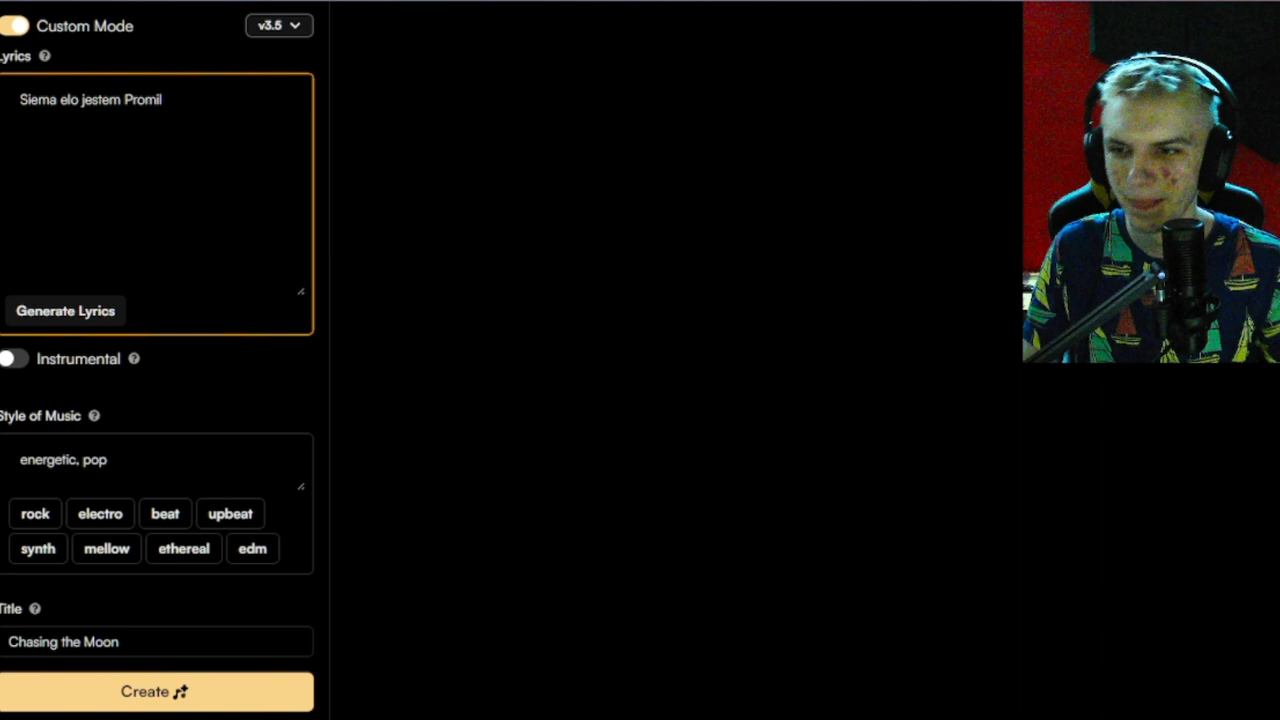 Custom Mode
v3.5
Lyrics
Siema elo jestem Promil
Generate Lyrics
Instrumental
Style of Music
energetic, pop
rock electro beat upbeat
synth mellow ethereal edm
Title
Chasing the Moon
Create